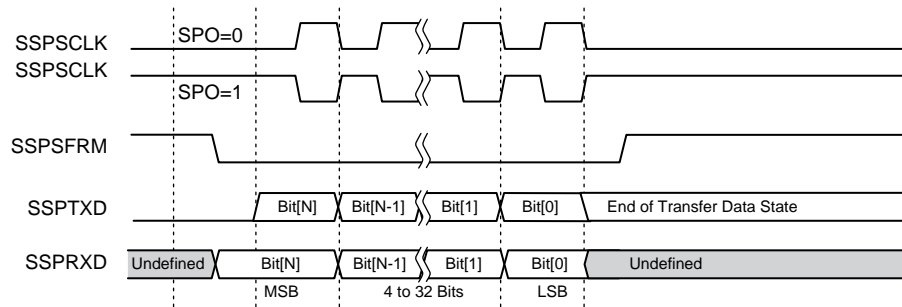 SSPSCLK SPO=0
SSPSCLK
SPO=1
SSPSFRM
SSPTXD Bit[N] Bit[N-1] Bit[1] Bit[0] End of Transfer Data State
SSPRXD Undefined Bit[N] Bit[N-1] Bit[1] Bit[0] Undefined
MSB 4 to 32 Bits LSB